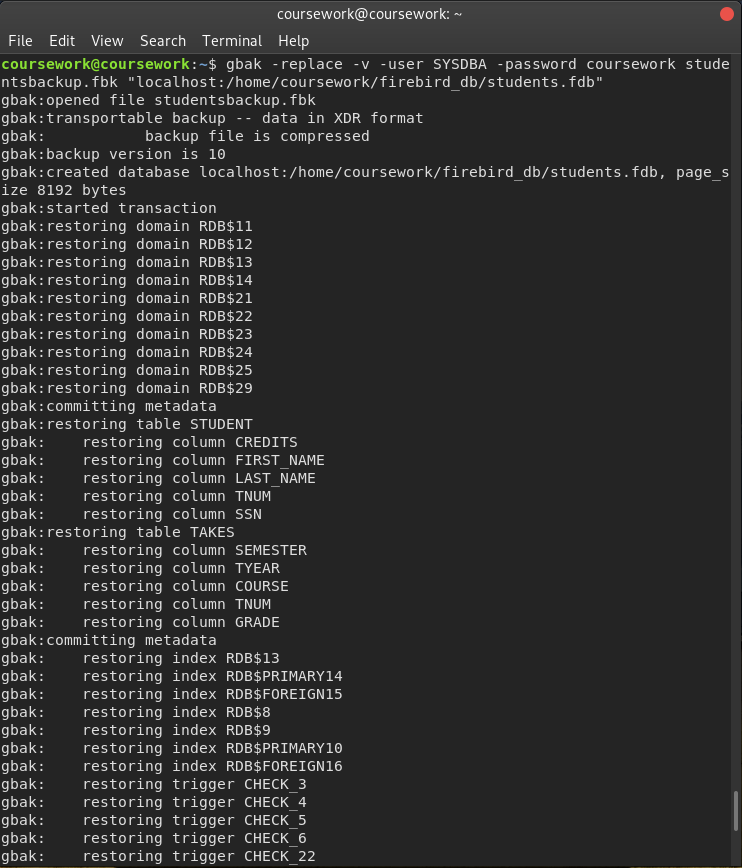 coursework@coursework: ~
File Edit View Search Terminal Help
coursework@coursework:~$ gbak -replace -v -user SYSDBA -password coursework stude
ntsbackup.fbk "localhost:/home/coursework/firebird_db/students.fdb"
gbak:opened file studentsbackup.fbk
gbak:transportable backup -- data in XDR format
gbak:           backup file is compressed
gbak:backup version is 10
gbak:created database localhost:/home/coursework/firebird_db/students.fdb, page_s
ize 8192 bytes
gbak:started transaction
gbak:restoring domain RDB$11
gbak:restoring domain RDB$12
gbak:restoring domain RDB$13
gbak:restoring domain RDB$14
gbak:restoring domain RDB$21
gbak:restoring domain RDB$22
gbak:restoring domain RDB$23
gbak:restoring domain RDB$24
gbak:restoring domain RDB$25
gbak:restoring domain RDB$29
gbak:committing metadata
gbak:restoring table STUDENT
gbak:    restoring column CREDITS
gbak:    restoring column FIRST_NAME
gbak:    restoring column LAST_NAME
gbak:    restoring column TNUM
gbak:    restoring column SSN
gbak:restoring table TAKES
gbak:    restoring column SEMESTER
gbak:    restoring column TYEAR
gbak:    restoring column COURSE
gbak:    restoring column TNUM
gbak:    restoring column GRADE
gbak:committing metadata
gbak:    restoring index RDB$13
gbak:    restoring index RDB$PRIMARY14
gbak:    restoring index RDB$FOREIGN15
gbak:    restoring index RDB$8
gbak:    restoring index RDB$9
gbak:    restoring index RDB$PRIMARY10
gbak:    restoring index RDB$FOREIGN16
gbak:    restoring trigger CHECK_3
gbak:    restoring trigger CHECK_4
gbak:    restoring trigger CHECK_5
gbak:    restoring trigger CHECK_6
gbak:    restoring trigger CHECK_22